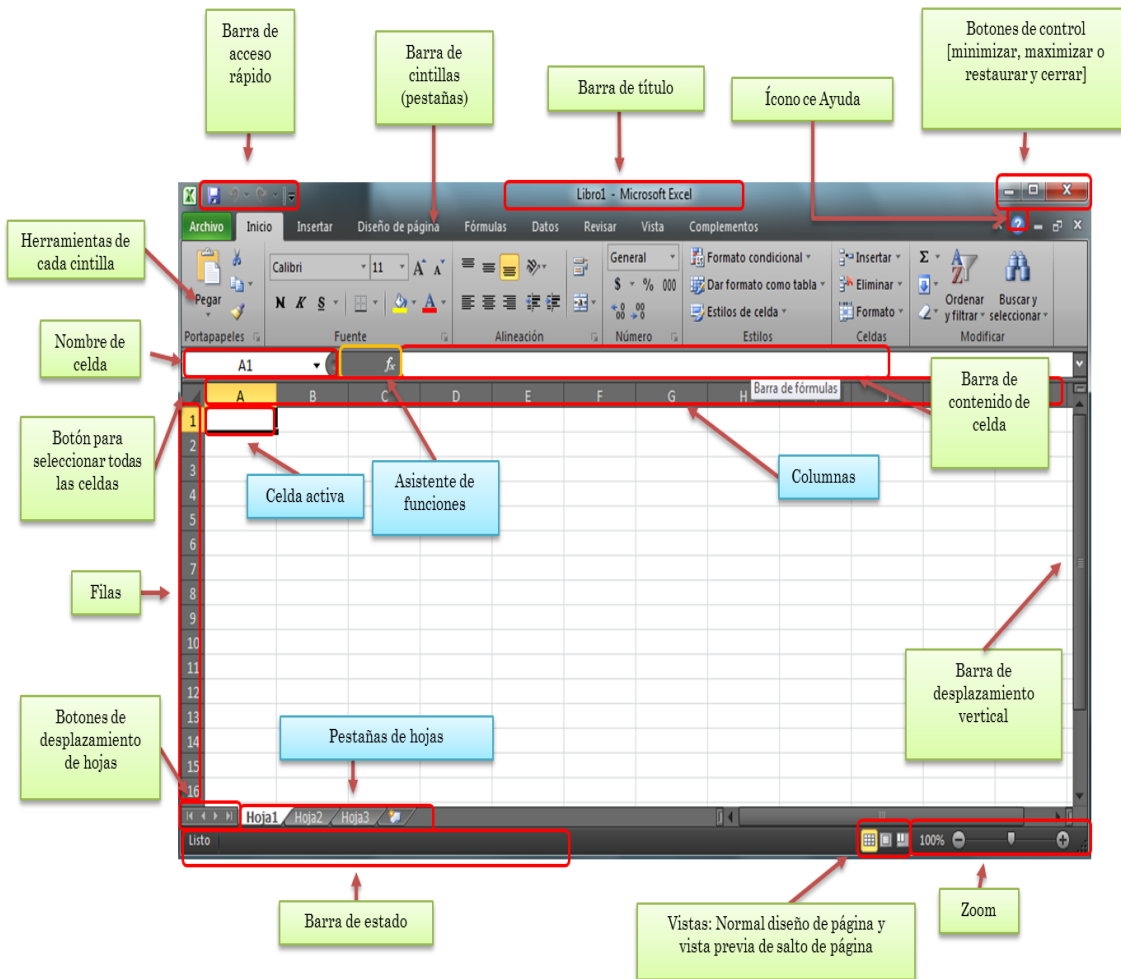 Barra de
acceso
rápido
Barra de
cintillas
(pestañas)
Barra de título
Ícono ce Ayuda
Botones de control
[minimizar, maximizar o
restaurar y cerrar]
Libro1 - Microsoft Excel
Archivo Inicio Insertar Diseño de página Fórmulas Datos Revisar Vista Complementos
Herramientas de
cada cintilla
Pegar
Calibri 11
N K S
General
$ % 000
Formato condicional
Dar formato como tabla
Estilos de celda
Insertar
Eliminar
Formato
Σ
Ordenar
y filtrar
Buscar y
seleccionar
Portapapeles Fuente Alineación Número Estilos Celdas Modificar
Nombre de
celda
A1 fx
Barra de fórmulas
Barra de
contenido de
celda
A B C D E F G H J
Botón para
seleccionar todas
las celdas
Celda activa
Asistente de
funciones
Columnas
1
2
3
4
5
6
7
8
9
10
11
12
13
14
15
16
Filas
Barra de
desplazamiento
vertical
Botones de
desplazamiento
de hojas
Pestañas de hojas
Hoja1 Hoja2 Hoja3
Listo
100%
Barra de estado
Vistas: Normal diseño de página y
vista previa de salto de página
Zoom